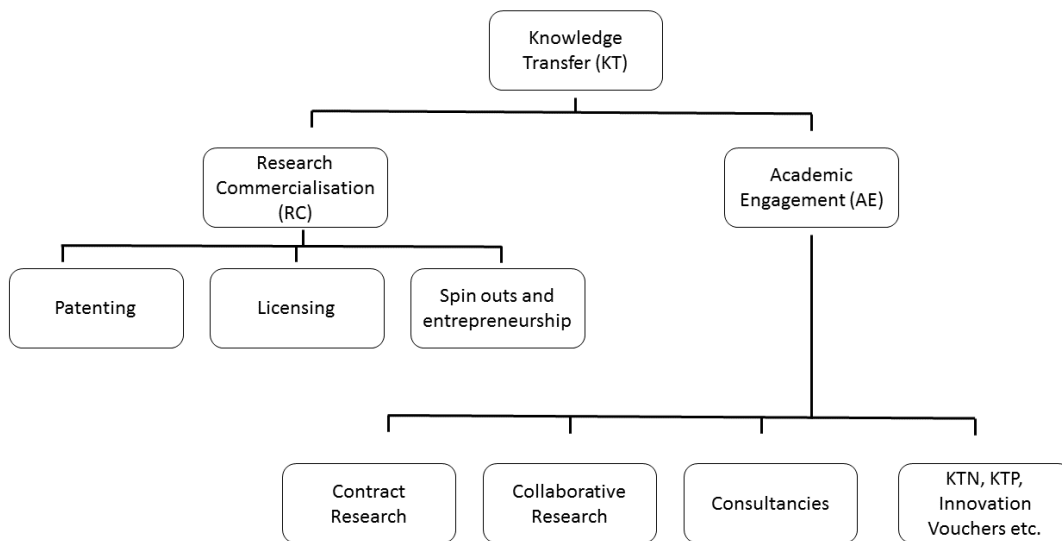 Knowledge
Transfer (KT)
Research
Commercialisation
(RC)
Academic
Engagement (AE)
Patenting
Licensing
Spin outs and
entrepreneurship
Contract
Research
Collaborative
Research
Consultancies
KTN, KTP,
Innovation
Vouchers etc.